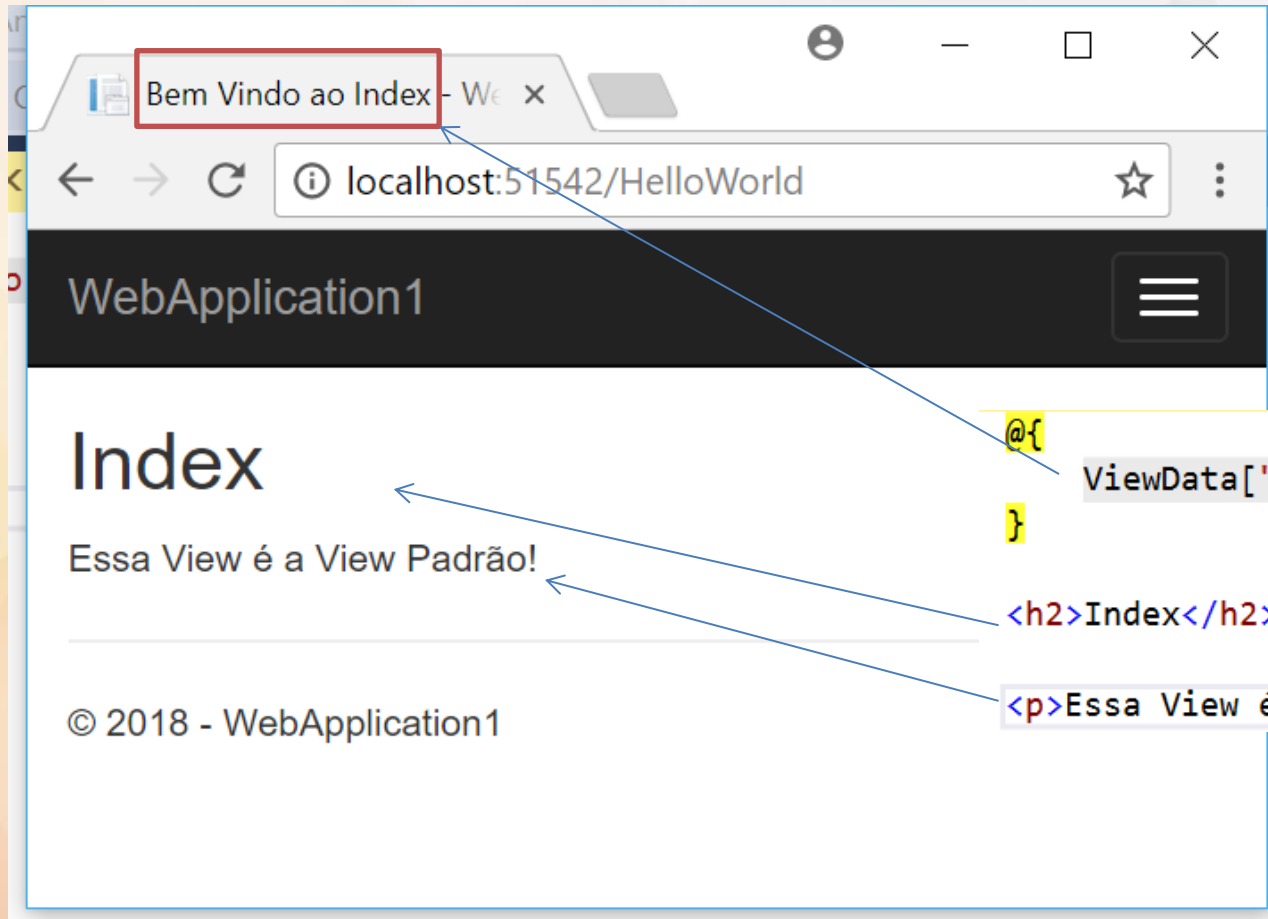 Bem Vindo ao Index - We
localhost:51542/HelloWorld
WebApplication1
Index
Essa View é a View Padrão!
© 2018 - WebApplication1
@{
ViewData['
}
<h2>Index</h2>
<p>Essa View é